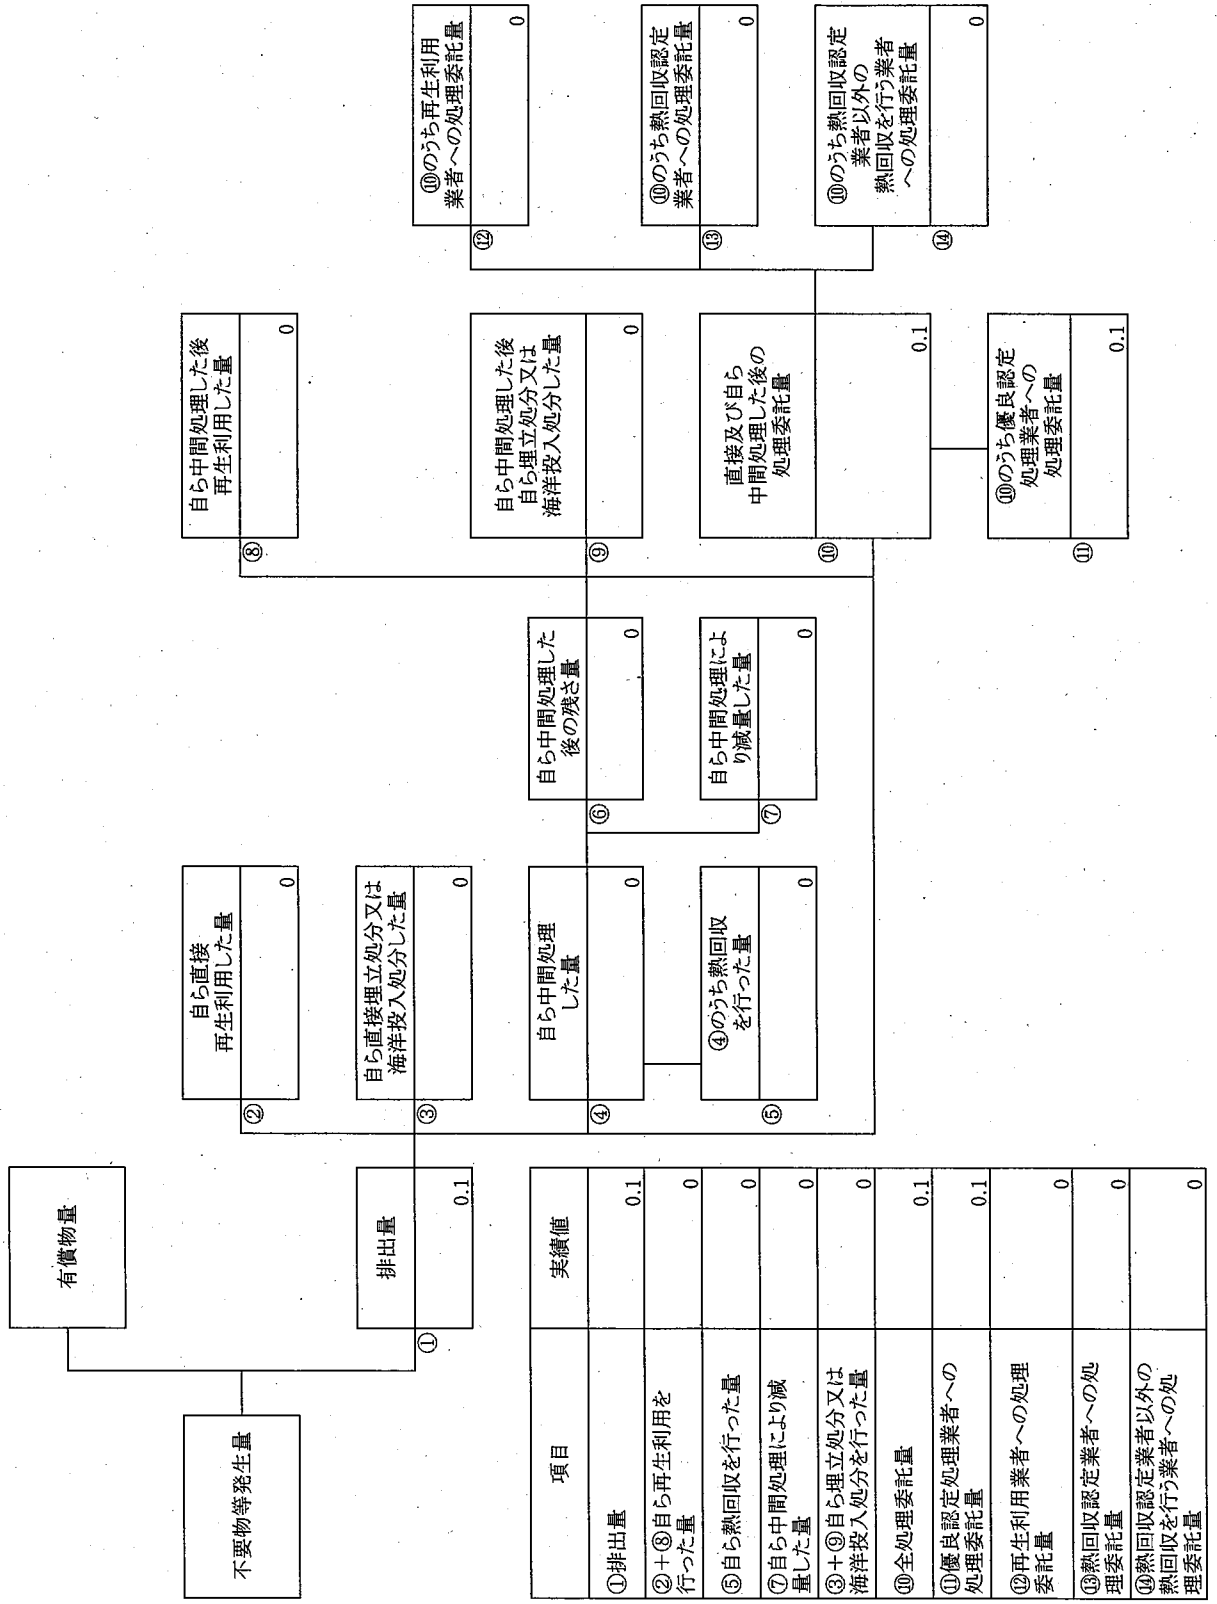 不要物等発生量
有償物量
①
排出量
0.1
②
自ら直接
再生利用した量
0
③
自ら直接埋立処分又は
海洋投入処分した量
0
④
自ら中間処理
した量
0
⑤
④のうち熱回収
を行った量
0
⑥
自ら中間処理した
後の残さ量
0
⑦
自ら中間処理によ
り減量した量
0
⑧
自ら中間処理した後
再生利用した量
0
⑨
自ら中間処理した後
自ら埋立処分又は
海洋投入処分した量
0
⑩
直接及び自ら
中間処理した後の
処理委託量
0.1
⑪
⑩のうち優良認定
処理業者への
処理委託量
0.1
⑫
⑩のうち再生利用
業者への処理委託量
0
⑬
⑩のうち熱回収認定
業者への処理委託量
0
⑭
⑩のうち熱回収認定
業者以外の
熱回収を行う業者
への処理委託量
0
項目 実績値
①排出量 0.1
②+⑧自ら再生利用を
行った量 0
⑤自ら熱回収を行った量 0
⑦自ら中間処理により減
量した量 0
③+⑨自ら埋立処分又は
海洋投入処分を行った量 0
⑩全処理委託量 0.1
⑪優良認定処理業者への
処理委託量 0.1
⑫再生利用業者への処理
委託量 0
⑬熱回収認定業者への処
理委託量 0
⑭熱回収認定業者以外の
熱回収を行う業者への処
理委託量 0